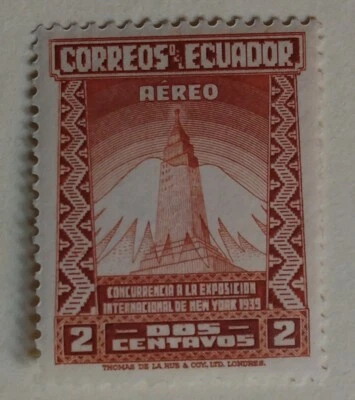 CORREOS DEL ECUADOR
AÉREO
CONCURRENCIA A LA EXPOSICION
INTERNACIONAL DE NEW YORK 1939
2 DOS CENTAVOS 2
THOMAS DE LA RUE & COY, LTD. LONDRES.